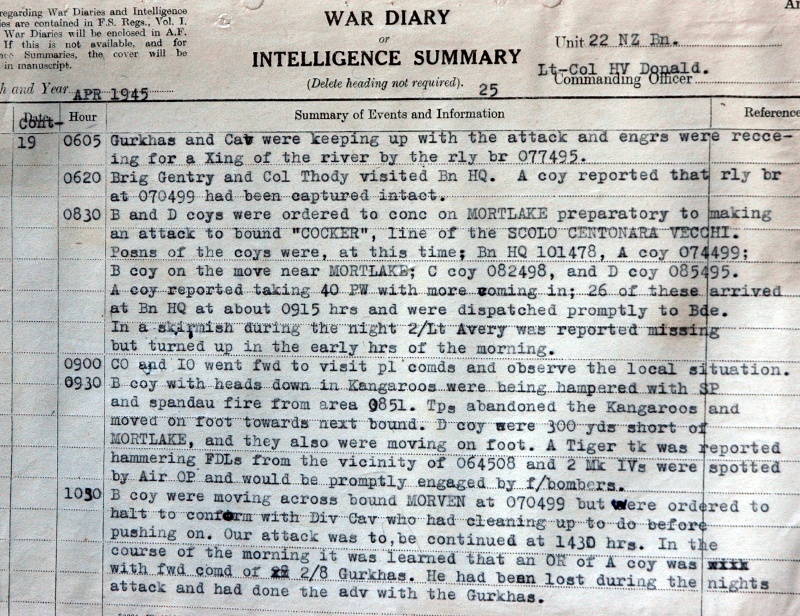 regarding War Diaries and Intelligence
ies are contained in F.S. Regs., Vol. I.
War Diaries will be enclosed in A.F.
If this is not available, and for
Summaries, the cover will be
in manuscript.
WAR DIARY
or
INTELLIGENCE SUMMARY
(Delete heading not required). 25
Unit 22 NZ Bn.
Lt-Col HV Donald.
Commanding Officer
h and Year APR 1945
Date Hour Summary of Events and Information Reference
Cont-
19 0605 Gurkhas and Cav were keeping up with the attack and engrs were recce-
ing for a Xing of the river by the rly br 077495.
0620 Brig Gentry and Col Thody visited Bn HQ. A coy reported that rly br
at 070499 had been captured intact.
0830 B and D coys were ordered to conc on MORTLAKE preparatory to making
an attack to bound "COCKER", line of the SCOLO CENTONARA VECCHI.
Posns of the coys were, at this time; Bn HQ 101478, A coy 074499;
B coy on the move near MORTLAKE; C coy 082498, and D coy 085495.
A coy reported taking 40 PW with more coming in; 26 of these arrived
at Bn HQ at about 0915 hrs and were dispatched promptly to Bde.
In a skirmish during the night 2/Lt Avery was reported missing
but turned up in the early hrs of the morning.
0900 CO and IO went fwd to visit pl comds and observe the local situation.
0930 B coy with heads down in Kangaroos were being hampered with SP
and spandau fire from area 0851. Tps abandoned the Kangaroos and
moved on foot towards next bound. D coy were 300 yds short of
MORTLAKE, and they also were moving on foot. A Tiger tk was reported
hammering FDLs from the vicinity of 064508 and 2 Mk IVs were spotted
by Air OP and would be promptly engaged by f/bombers.
1030 B coy were moving across bound MORVEN at 070499 but were ordered to
halt to conform with Div Cav who had cleaning up to do before
pushing on. Our attack was to be continued at 1430 hrs. In the
course of the morning it was learned that an OR of A coy was
with fwd comd of 2/8 Gurkhas. He had been lost during the nights
attack and had done the adv with the Gurkhas.